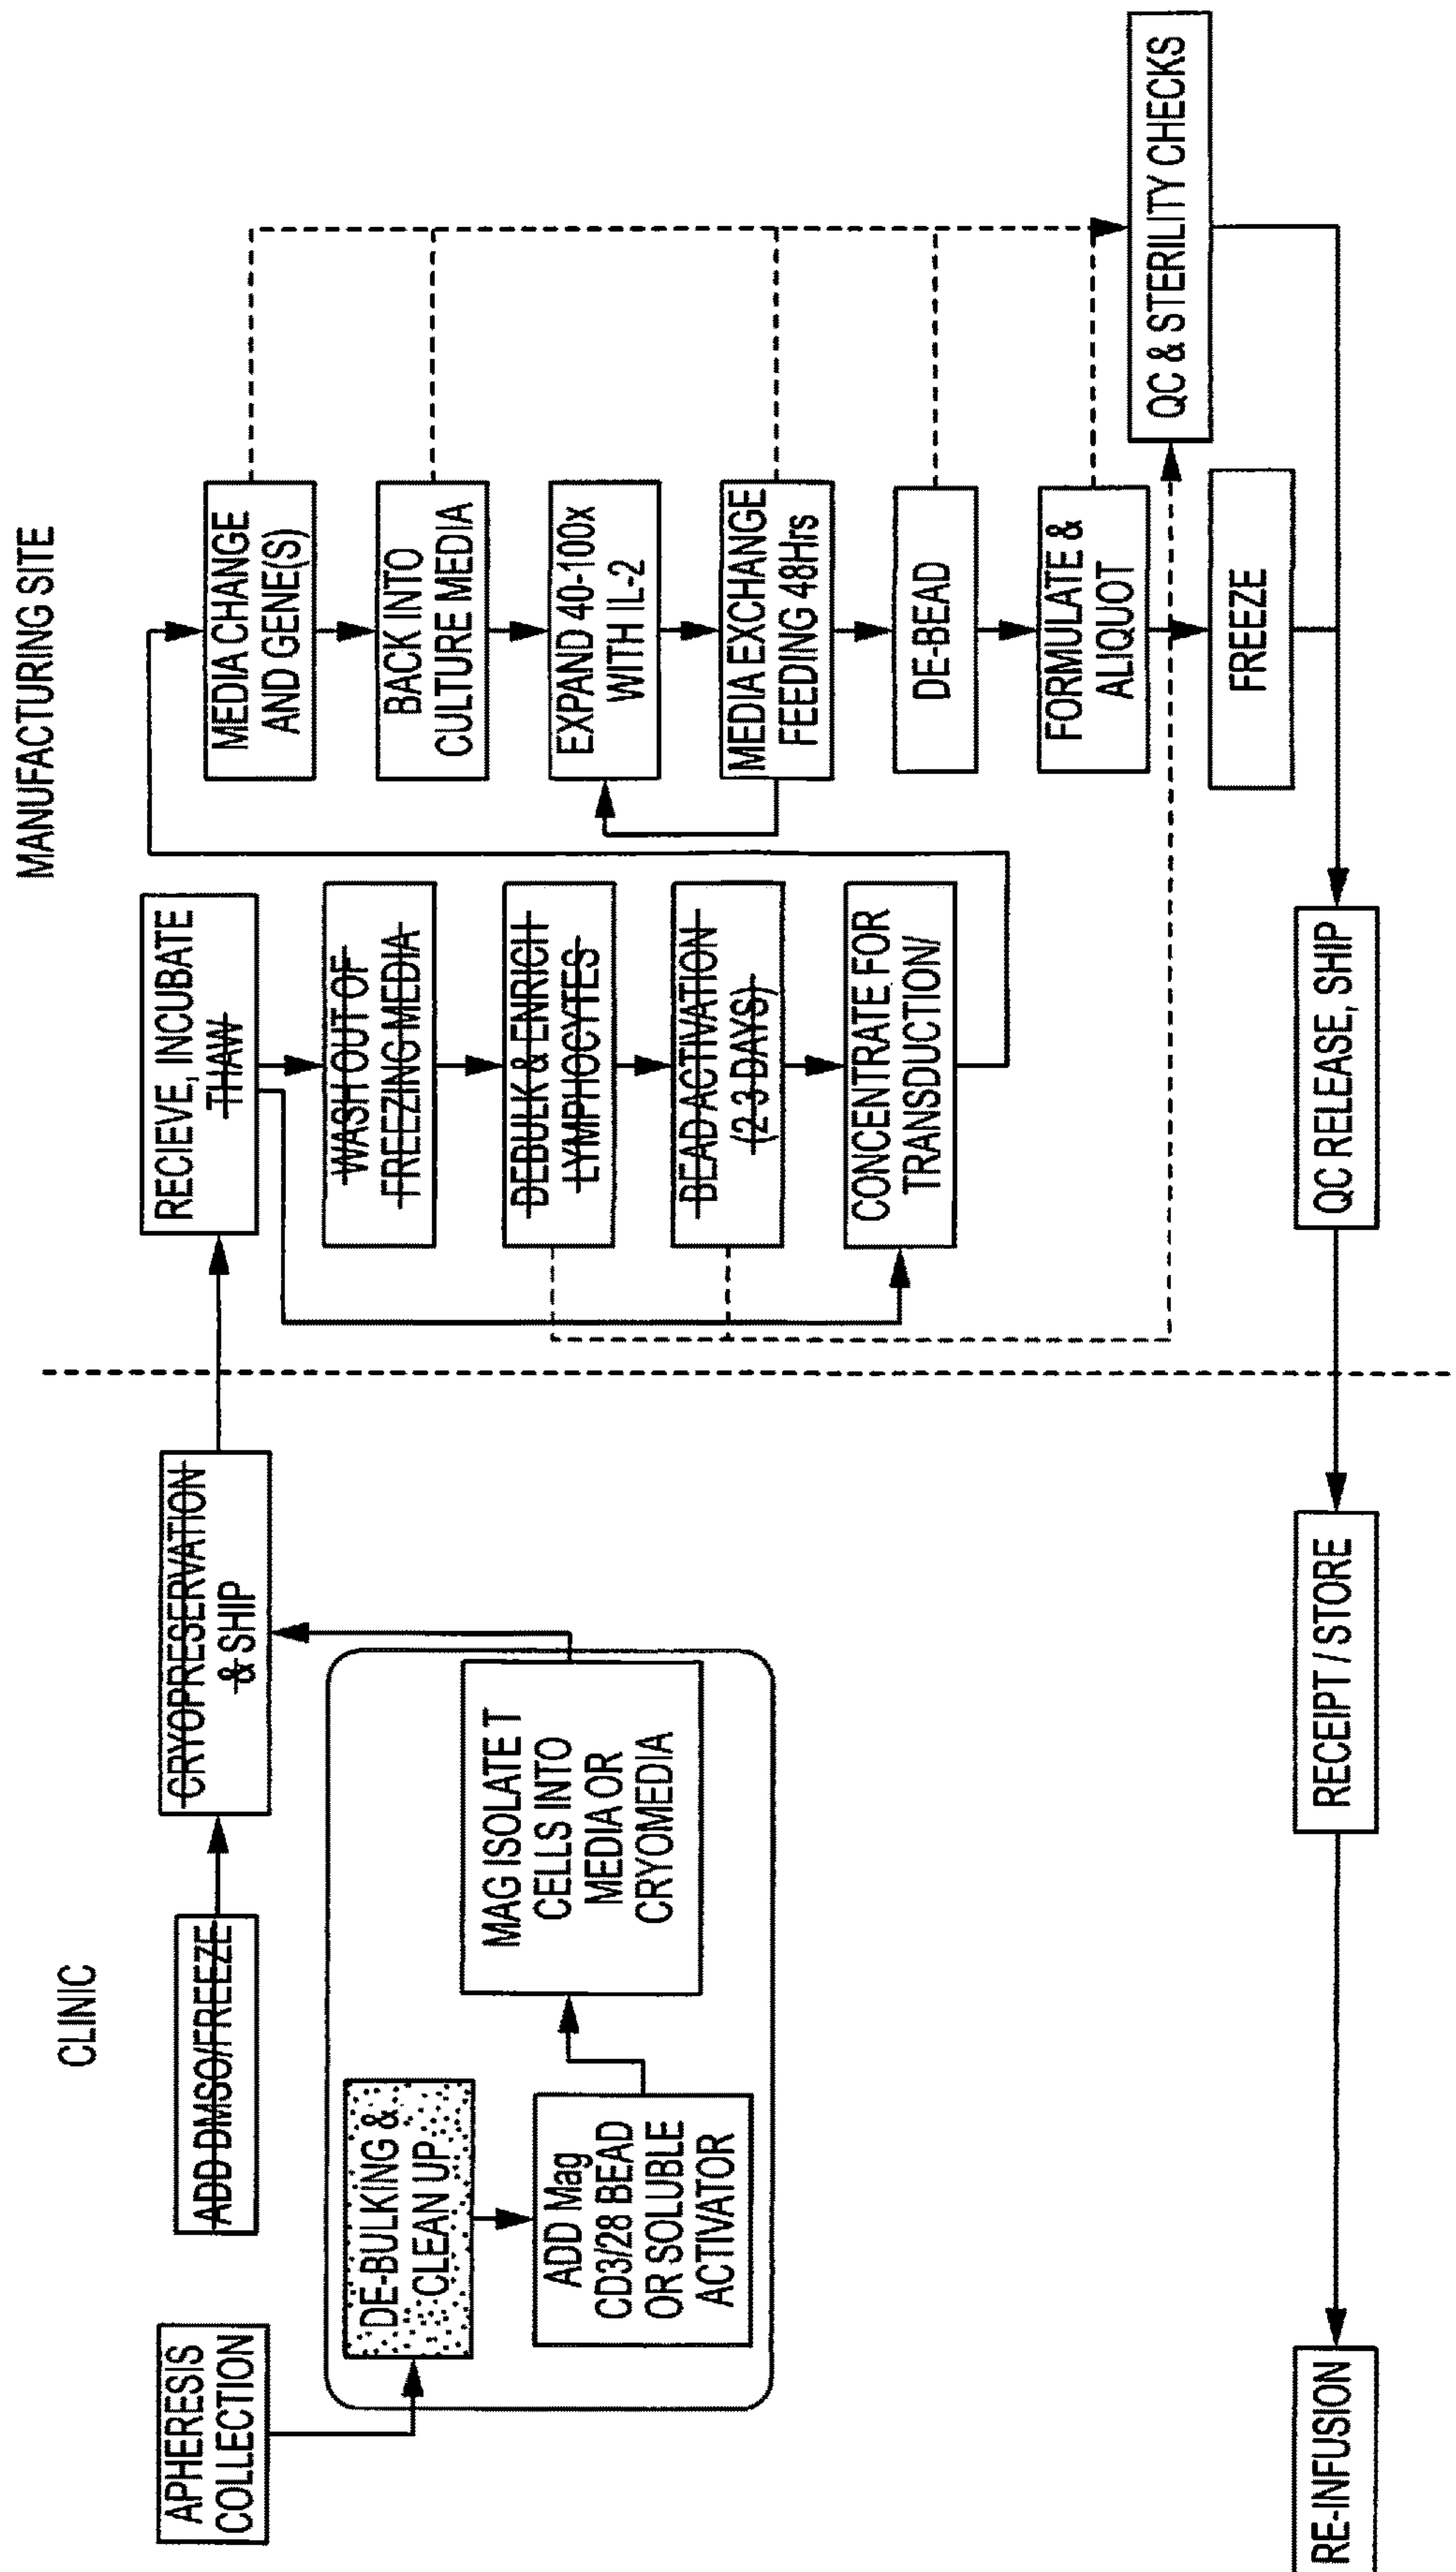 CLINIC
APHERESIS
COLLECTION
ADD DMSO/FREEZE
CRYOPRESERVATION
& SHIP
DE-BULKING &
CLEAN UP
ADD Mag
CD3/28 BEAD
OR SOLUBLE
ACTIVATOR
MAG ISOLATE T
CELLS INTO
MEDIA OR
CRYOMEDIA
MANUFACTURING SITE
RECIEVE, INCUBATE
THAW
WASH OUT OF
FREEZING MEDIA
DEBULK & ENRICH
LYMPHOCYTES
BEAD ACTIVATION
(2-3 DAYS)
CONCENTRATE FOR
TRANSDUCTION/
MEDIA CHANGE
AND GENE(S)
BACK INTO
CULTURE MEDIA
EXPAND 40-100x
WITH IL-2
MEDIA EXCHANGE
FEEDING 48Hrs
DE-BEAD
FORMULATE &
ALIQUOT
FREEZE
QC & STERILITY CHECKS
QC RELEASE, SHIP
RECEIPT / STORE
RE-INFUSION